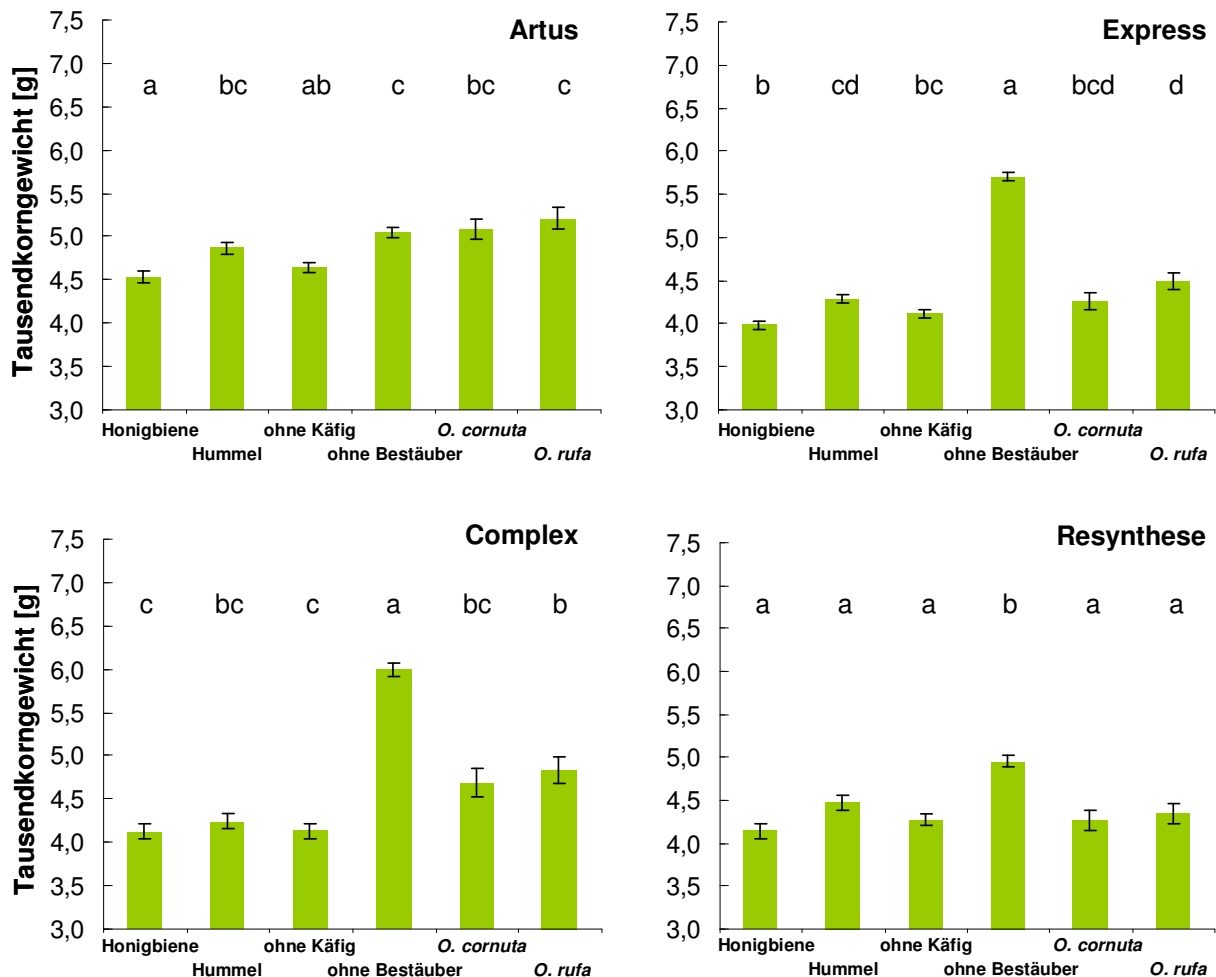 Artus
Tausendkorngewicht [g]
7,5
7,0
6,5
6,0
5,5
5,0
4,5
4,0
3,5
3,0
a bc ab c bc c
Honigbiene ohne Käfig O. cornuta
Hummel ohne Bestäuber O. rufa
Express
7,5
7,0
6,5
6,0
5,5
5,0
4,5
4,0
3,5
3,0
b cd bc a bcd d
Honigbiene ohne Käfig O. cornuta
Hummel ohne Bestäuber O. rufa
Complex
Tausendkorngewicht [g]
7,5
7,0
6,5
6,0
5,5
5,0
4,5
4,0
3,5
3,0
c bc c a bc b
Honigbiene ohne Käfig O. cornuta
Hummel ohne Bestäuber O. rufa
Resynthese
7,5
7,0
6,5
6,0
5,5
5,0
4,5
4,0
3,5
3,0
a a a b a a
Honigbiene ohne Käfig O. cornuta
Hummel ohne Bestäuber O. rufa